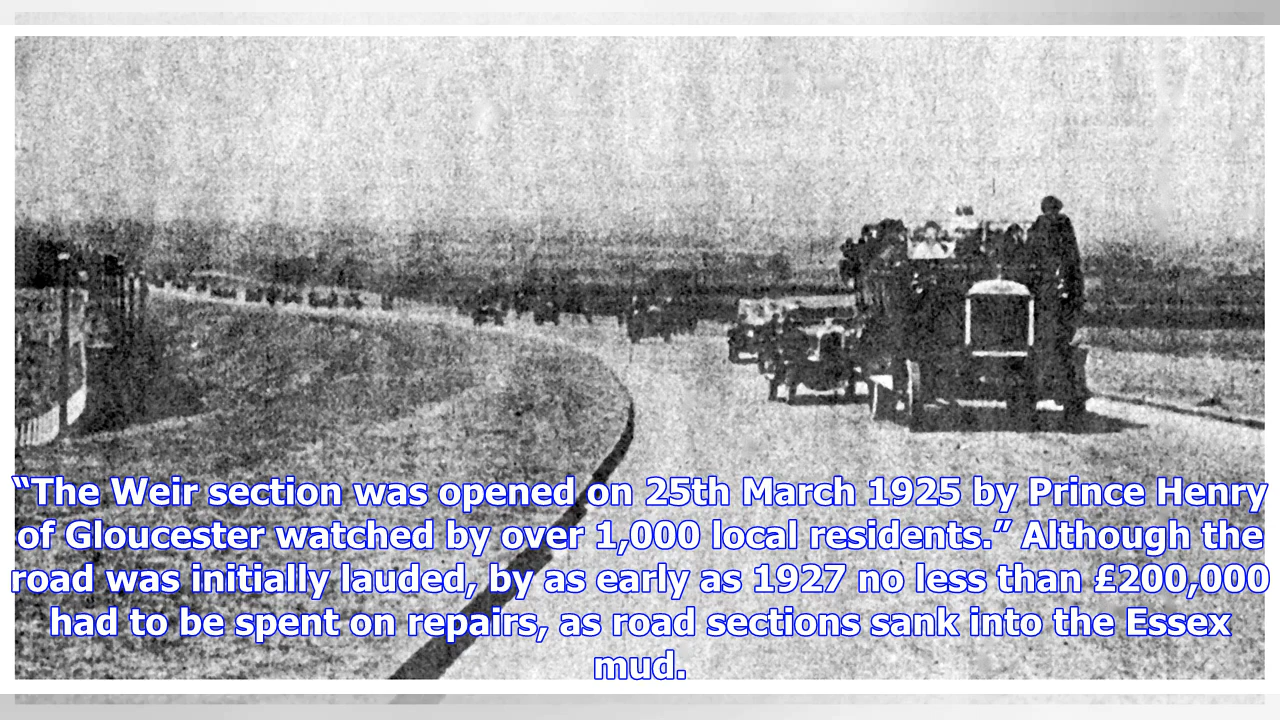 “The Weir section was opened on 25th March 1925 by Prince Henry
of Gloucester watched by over 1,000 local residents.” Although the
road was initially lauded, by as early as 1927 no less than £200,000
had to be spent on repairs, as road sections sank into the Essex
mud.